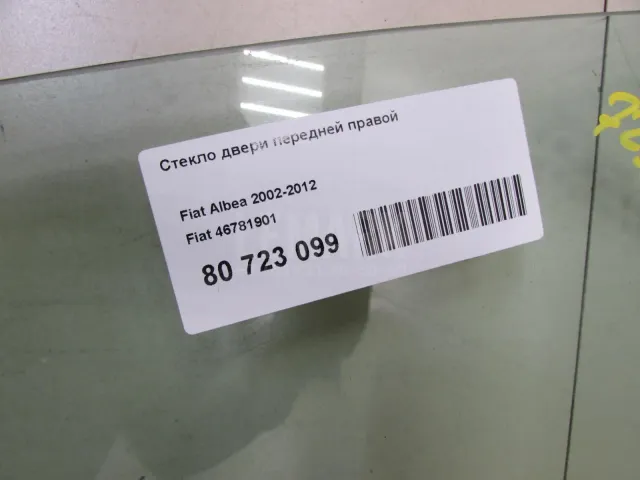 Стекло двери передней правой
Fiat Albea 2002-2012
Fiat 46781901
80 723 099